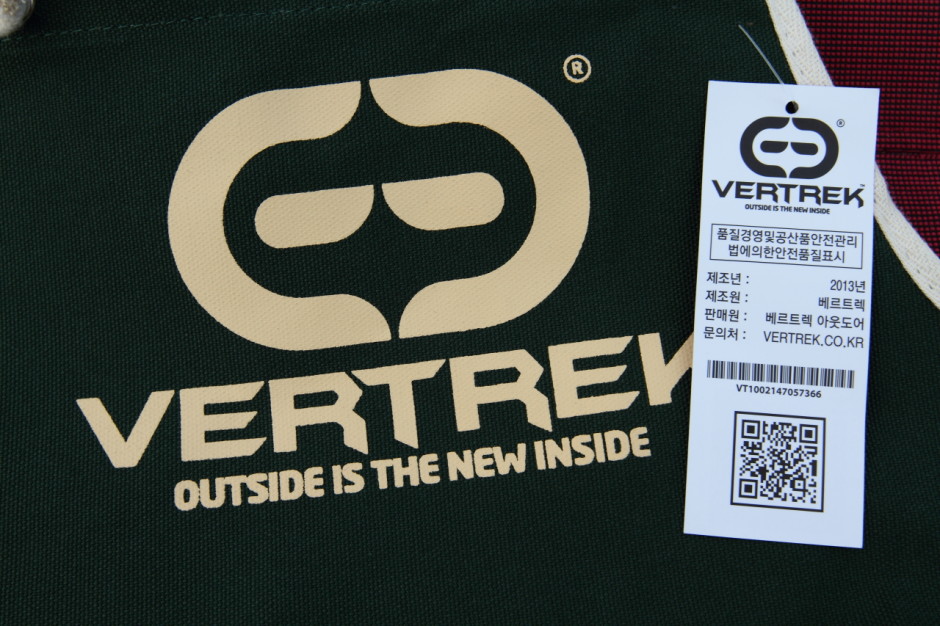 ®
VERTREK
OUTSIDE IS THE NEW INSIDE
®
VERTREK™
OUTSIDE IS THE NEW INSIDE
품질경영및공산품안전관리
법에의한안전품질표시
제조년 : 2013년
제조원 : 베르트렉
판매원 : 베르트렉 아웃도어
문의처 : VERTREK.CO.KR
VT1002147057366